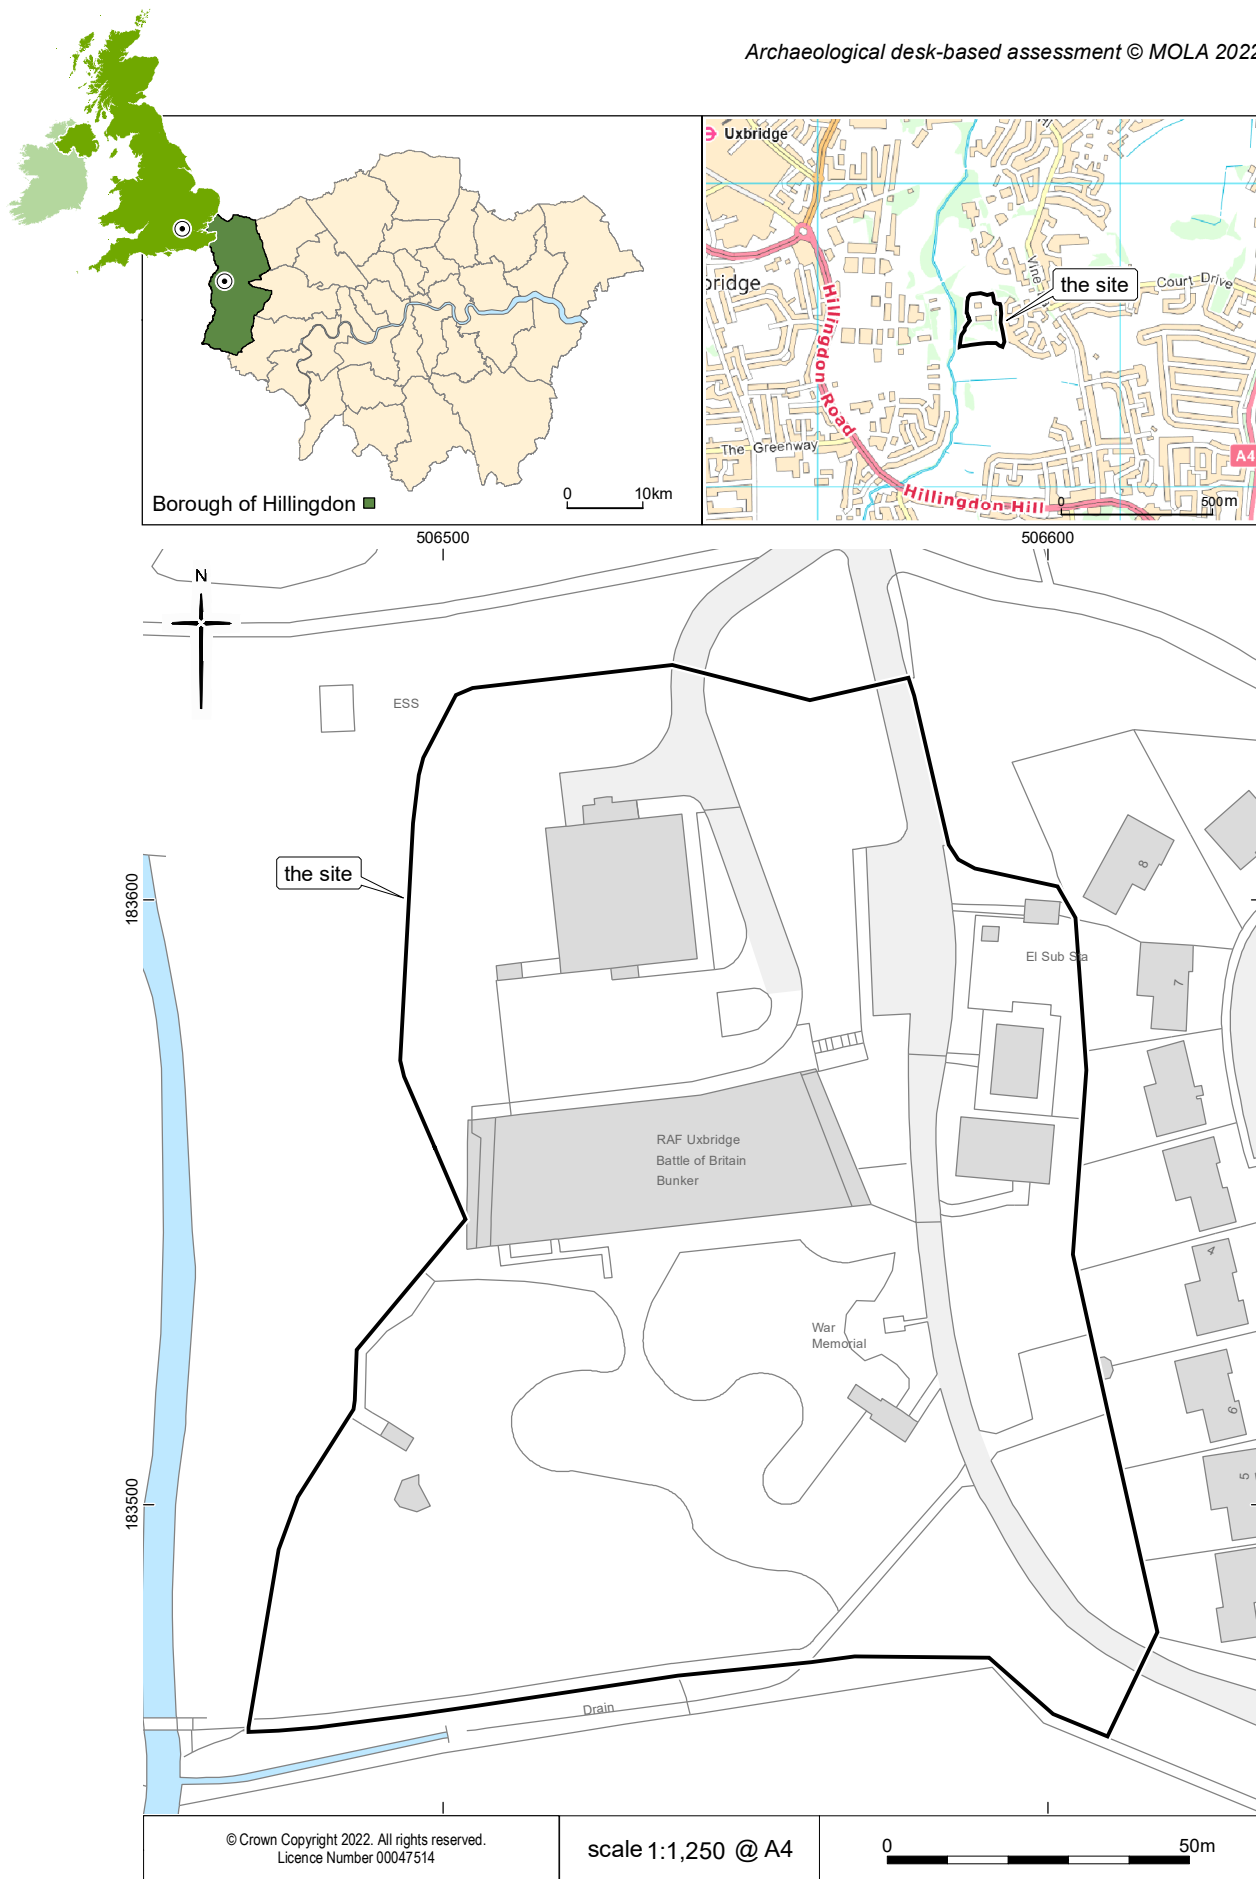 Archaeological desk-based assessment © MOLA 2022
Borough of Hillingdon
0 10km
Uxbridge
bridge
Hillingdon Road
The Greenway
Hillingdon Hill
Vine
Court Drive
the site
A4
0 500m
506500 506600
N
ESS
the site
183600
8
7
El Sub Sta
RAF Uxbridge
Battle of Britain
Bunker
4
War
Memorial
6
5
183500
Drain
© Crown Copyright 2022. All rights reserved.
Licence Number 00047514
scale 1:1,250 @ A4
0 50m